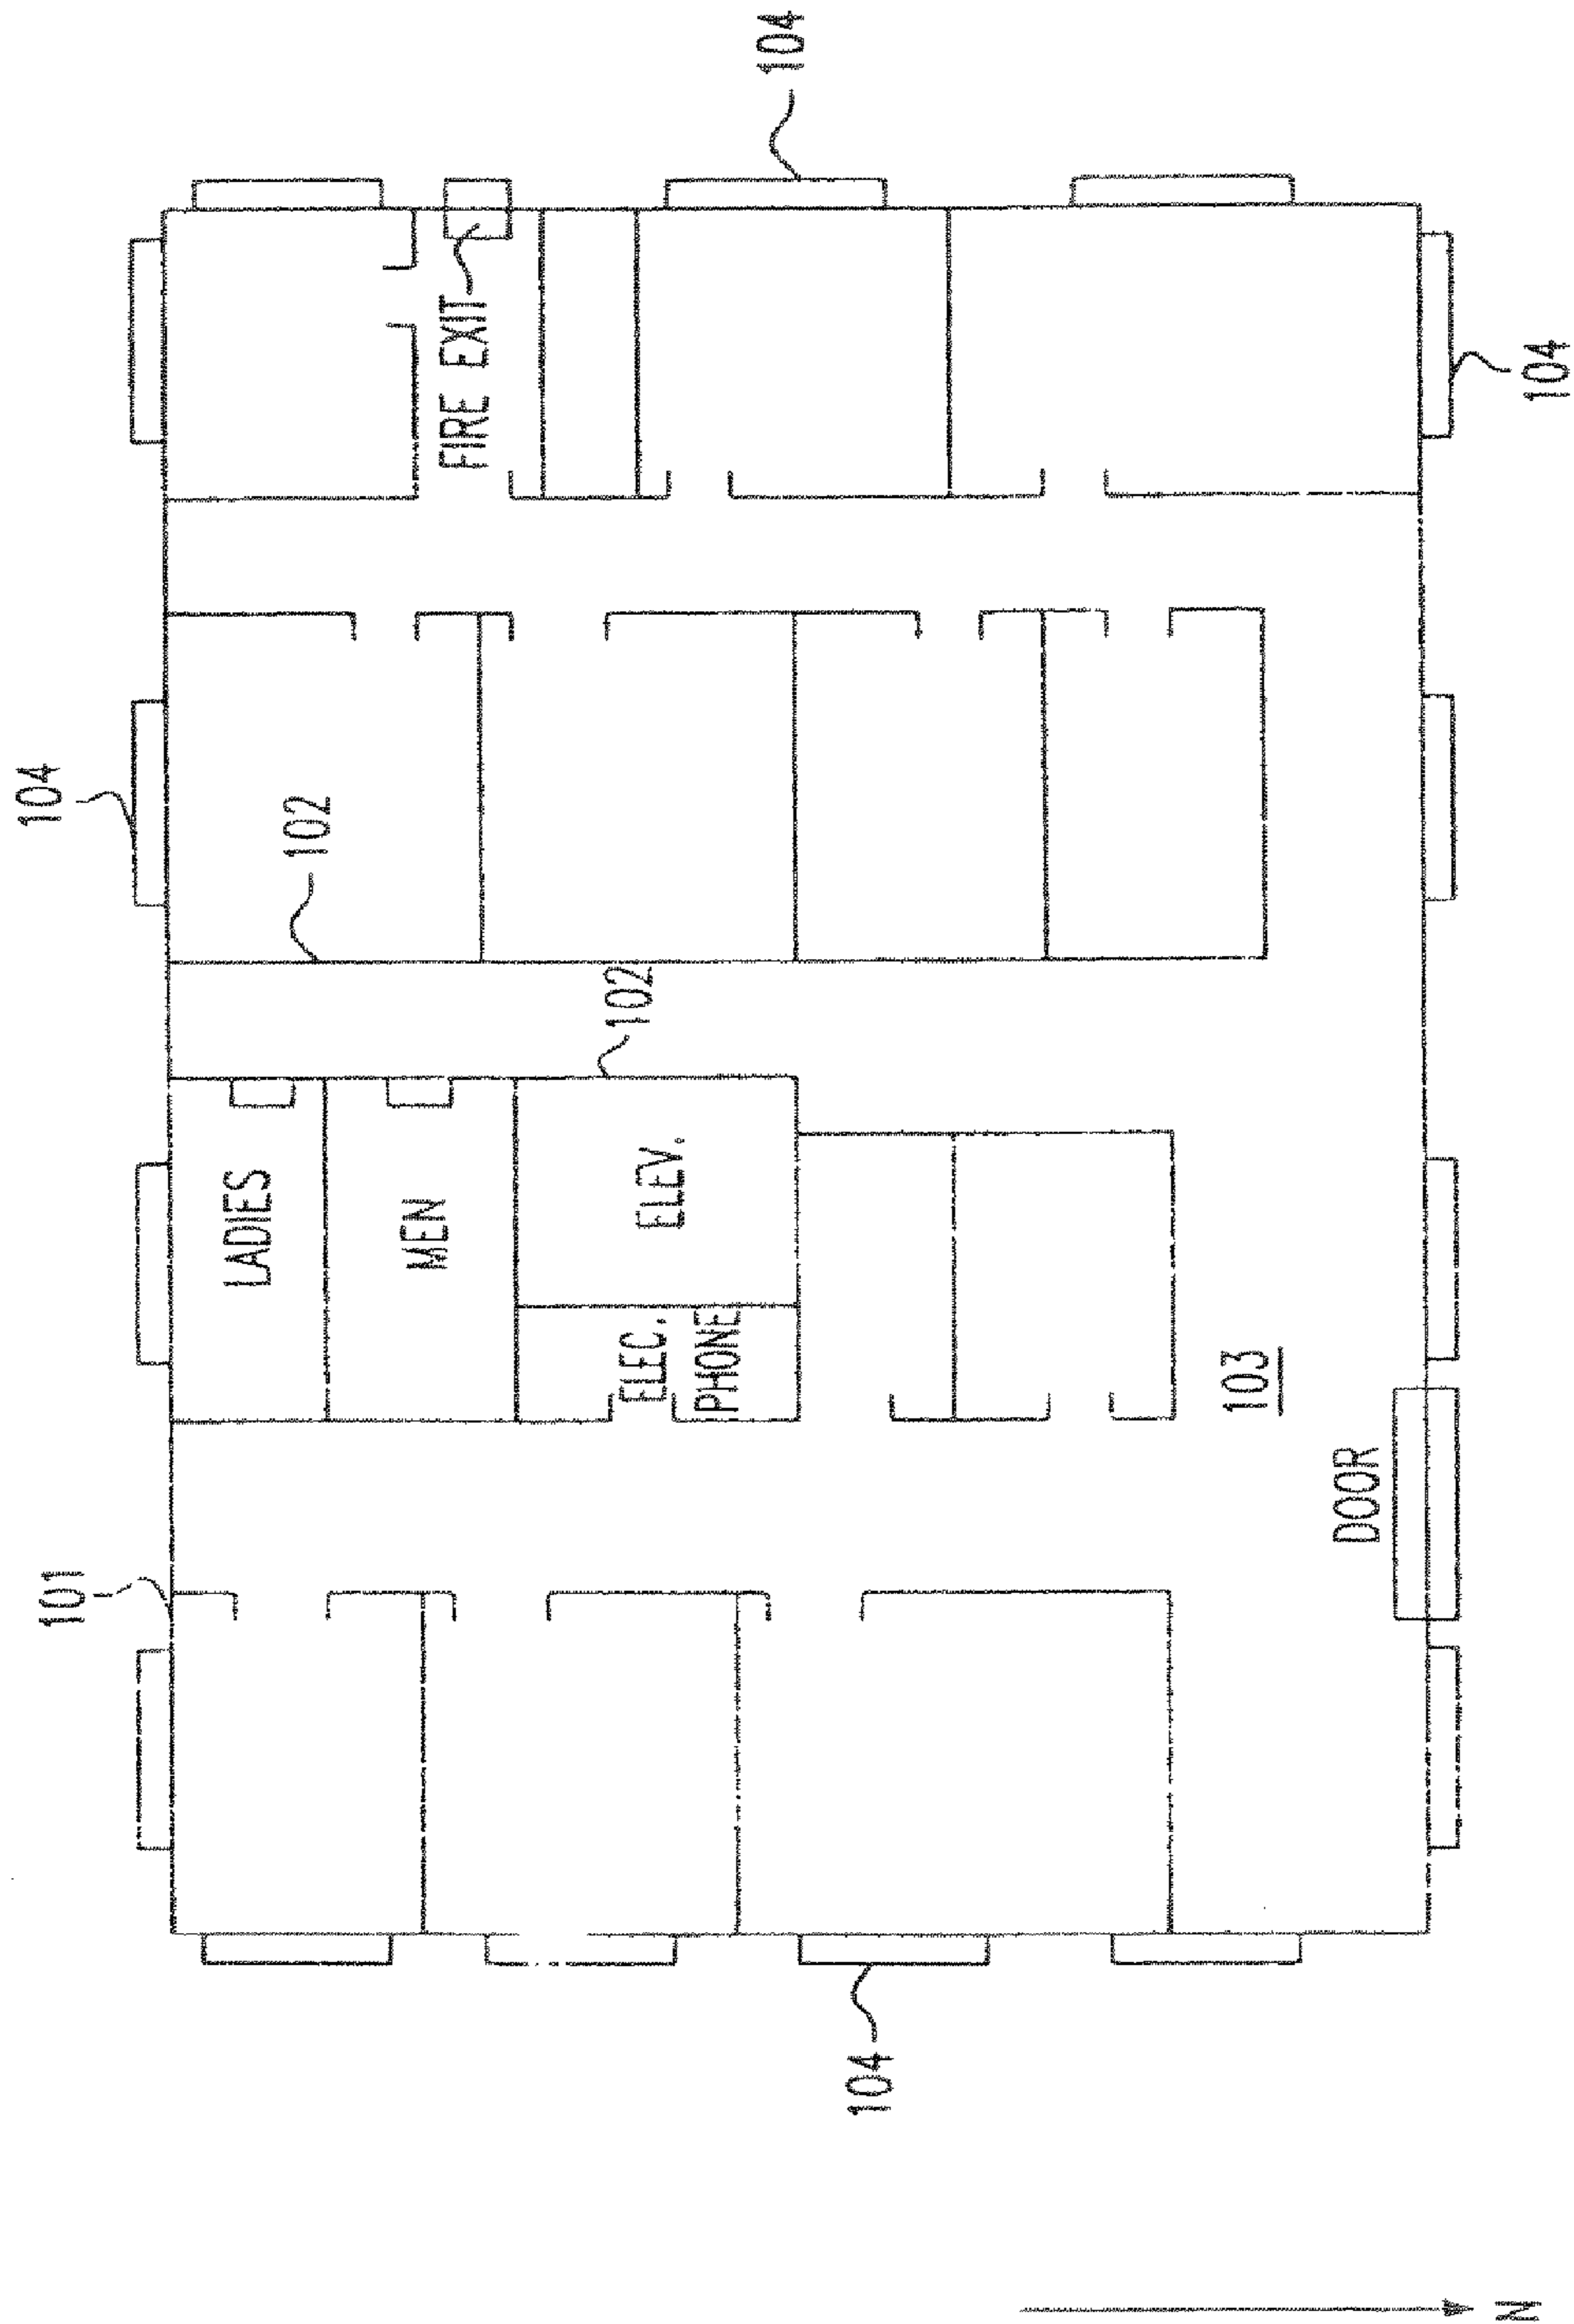 101
104
LADIES
102
MEN
FIRE EXIT
ELEC.
PHONE
ELEV.
102
104
104
103
DOOR
N
104